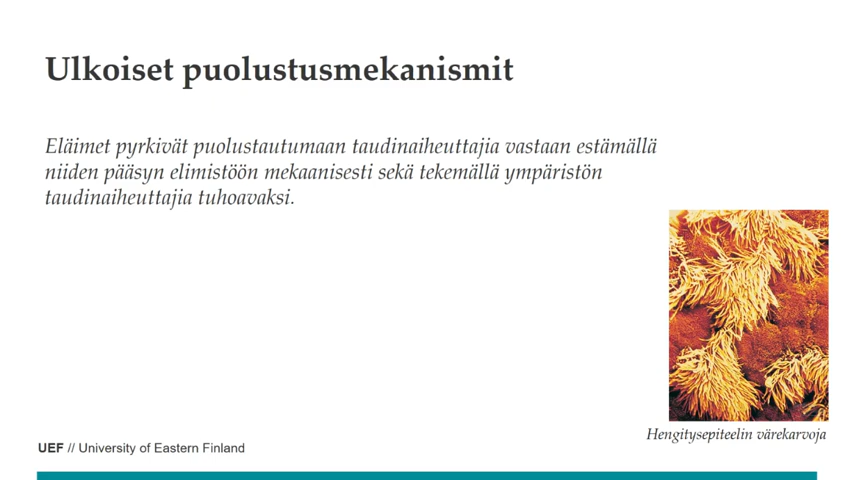 Ulkoiset puolustusmekanismit
Eläimet pyrkivät puolustautumaan taudinaiheuttajia vastaan estämällä
niiden pääsyn elimistöön mekaanisesti sekä tekemällä ympäristön
taudinaiheuttajia tuhoavaksi.
Hengitysepiteelin värekarvoja
UEF // University of Eastern Finland